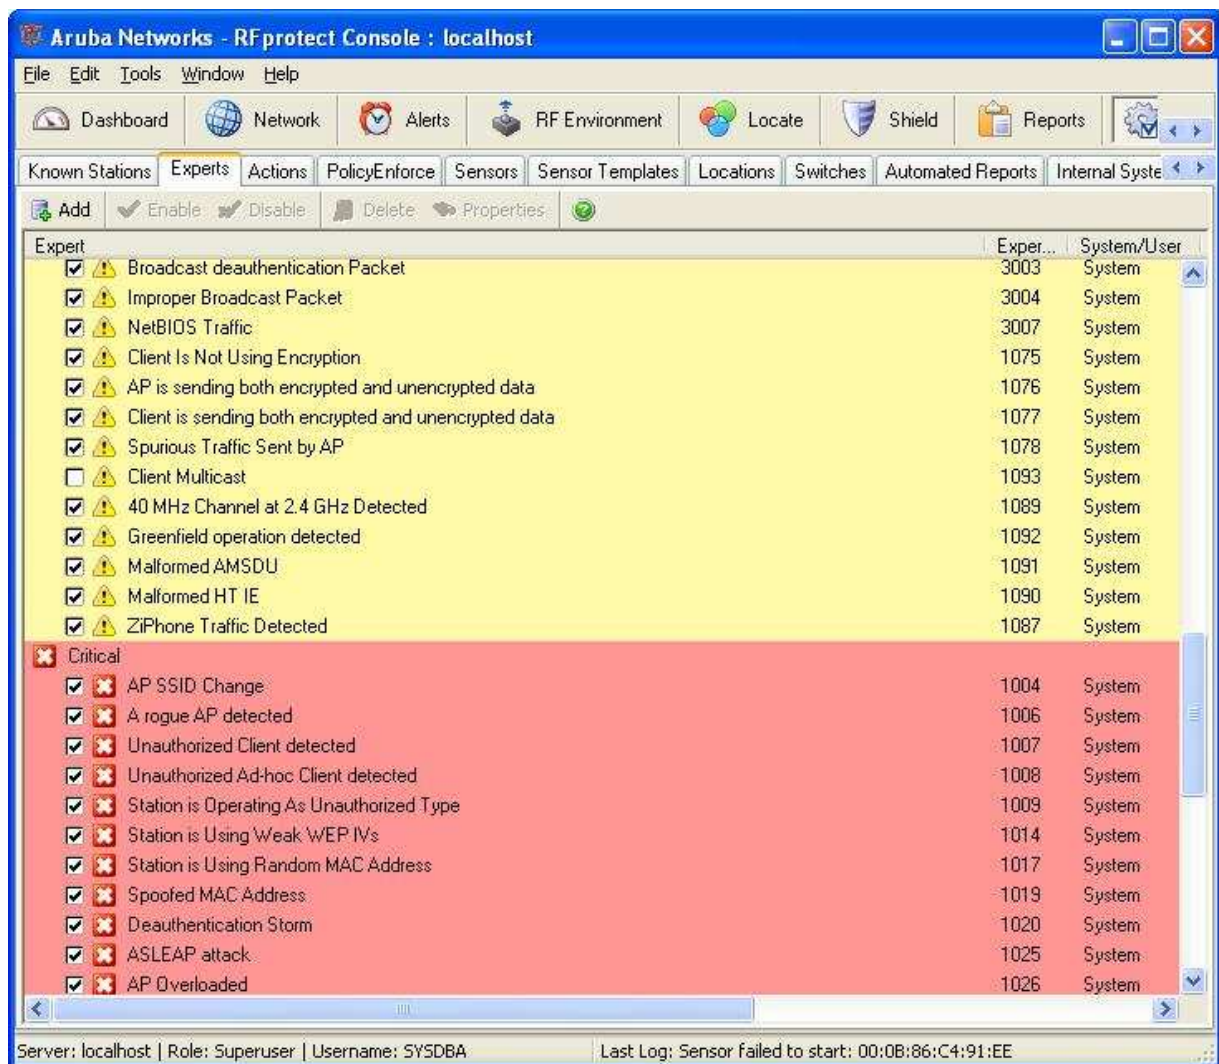 Aruba Networks - RFprotect Console : localhost
File Edit Tools Window Help
Dashboard Network Alerts RF Environment Locate Shield Reports
Known Stations Experts Actions PolicyEnforce Sensors Sensor Templates Locations Switches Automated Reports Internal Syste
Add Enable Disable Delete Properties
Expert Exper... System/User
Broadcast deauthentication Packet 3003 System
Improper Broadcast Packet 3004 System
NetBIOS Traffic 3007 System
Client Is Not Using Encryption 1075 System
AP is sending both encrypted and unencrypted data 1076 System
Client is sending both encrypted and unencrypted data 1077 System
Spurious Traffic Sent by AP 1078 System
Client Multicast 1093 System
40 MHz Channel at 2.4 GHz Detected 1089 System
Greenfield operation detected 1092 System
Malformed AMSDU 1091 System
Malformed HT IE 1090 System
ZiPhone Traffic Detected 1087 System
Critical
AP SSID Change 1004 System
A rogue AP detected 1006 System
Unauthorized Client detected 1007 System
Unauthorized Ad-hoc Client detected 1008 System
Station is Operating As Unauthorized Type 1009 System
Station is Using Weak WEP IVs 1014 System
Station is Using Random MAC Address 1017 System
Spoofed MAC Address 1019 System
Deauthentication Storm 1020 System
ASLEAP attack 1025 System
AP Overloaded 1026 System
Server: localhost | Role: Superuser | Username: SYSDBA Last Log: Sensor failed to start: 00:0B:86:C4:91:EE